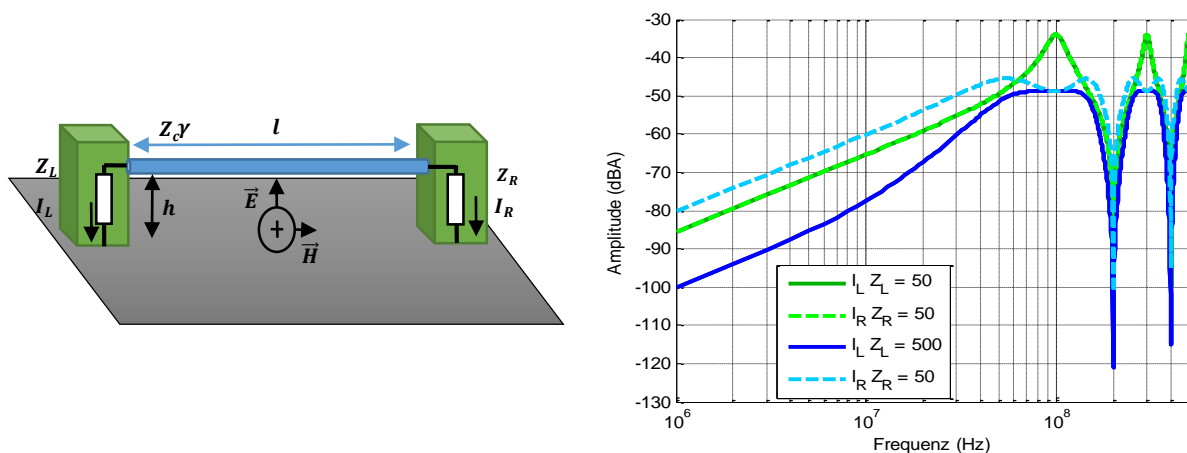 Z_cγ
l
Z_L
Z_R
I_L
h
E⃗
I_R
H⃗
Amplitude (dBA)
-30
-40
-50
-60
-70
-80
-90
-100
-110
-120
-130
I_L Z_L = 50
I_R Z_R = 50
I_L Z_L = 500
I_R Z_R = 50
10^6
10^7
10^8
Frequenz (Hz)